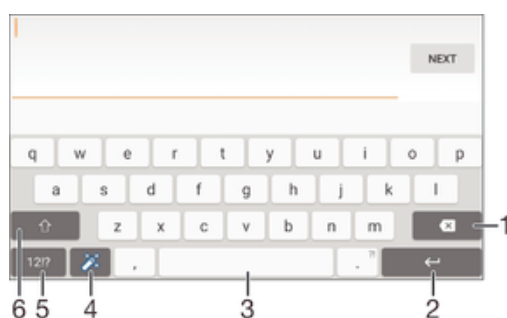 NEXT
q w e r t y u i o p
a s d f g h j k l
z x c v b n m 1
12!? , . ?!
6 5 4 3 2